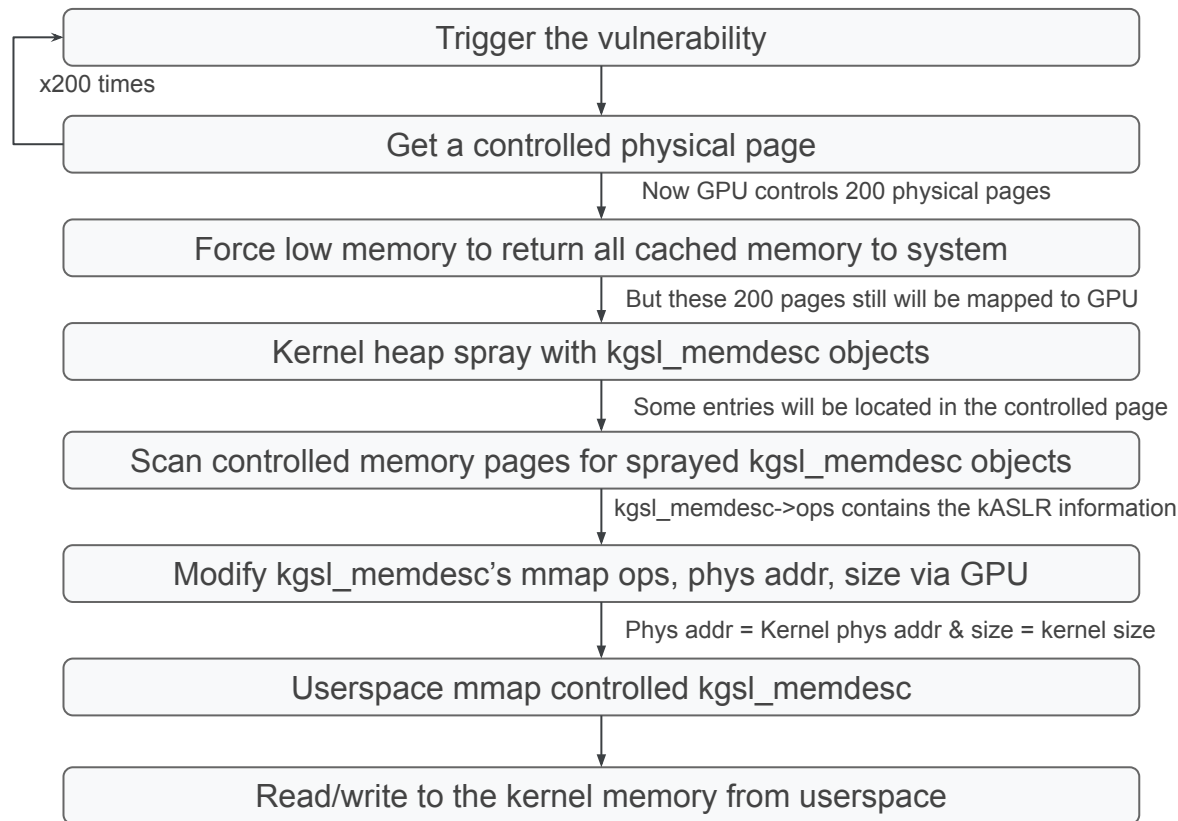 Trigger the vulnerability
x200 times
Get a controlled physical page
Now GPU controls 200 physical pages
Force low memory to return all cached memory to system
But these 200 pages still will be mapped to GPU
Kernel heap spray with kgsl_memdesc objects
Some entries will be located in the controlled page
Scan controlled memory pages for sprayed kgsl_memdesc objects
kgsl_memdesc->ops contains the kASLR information
Modify kgsl_memdesc’s mmap ops, phys addr, size via GPU
Phys addr = Kernel phys addr & size = kernel size
Userspace mmap controlled kgsl_memdesc
Read/write to the kernel memory from userspace